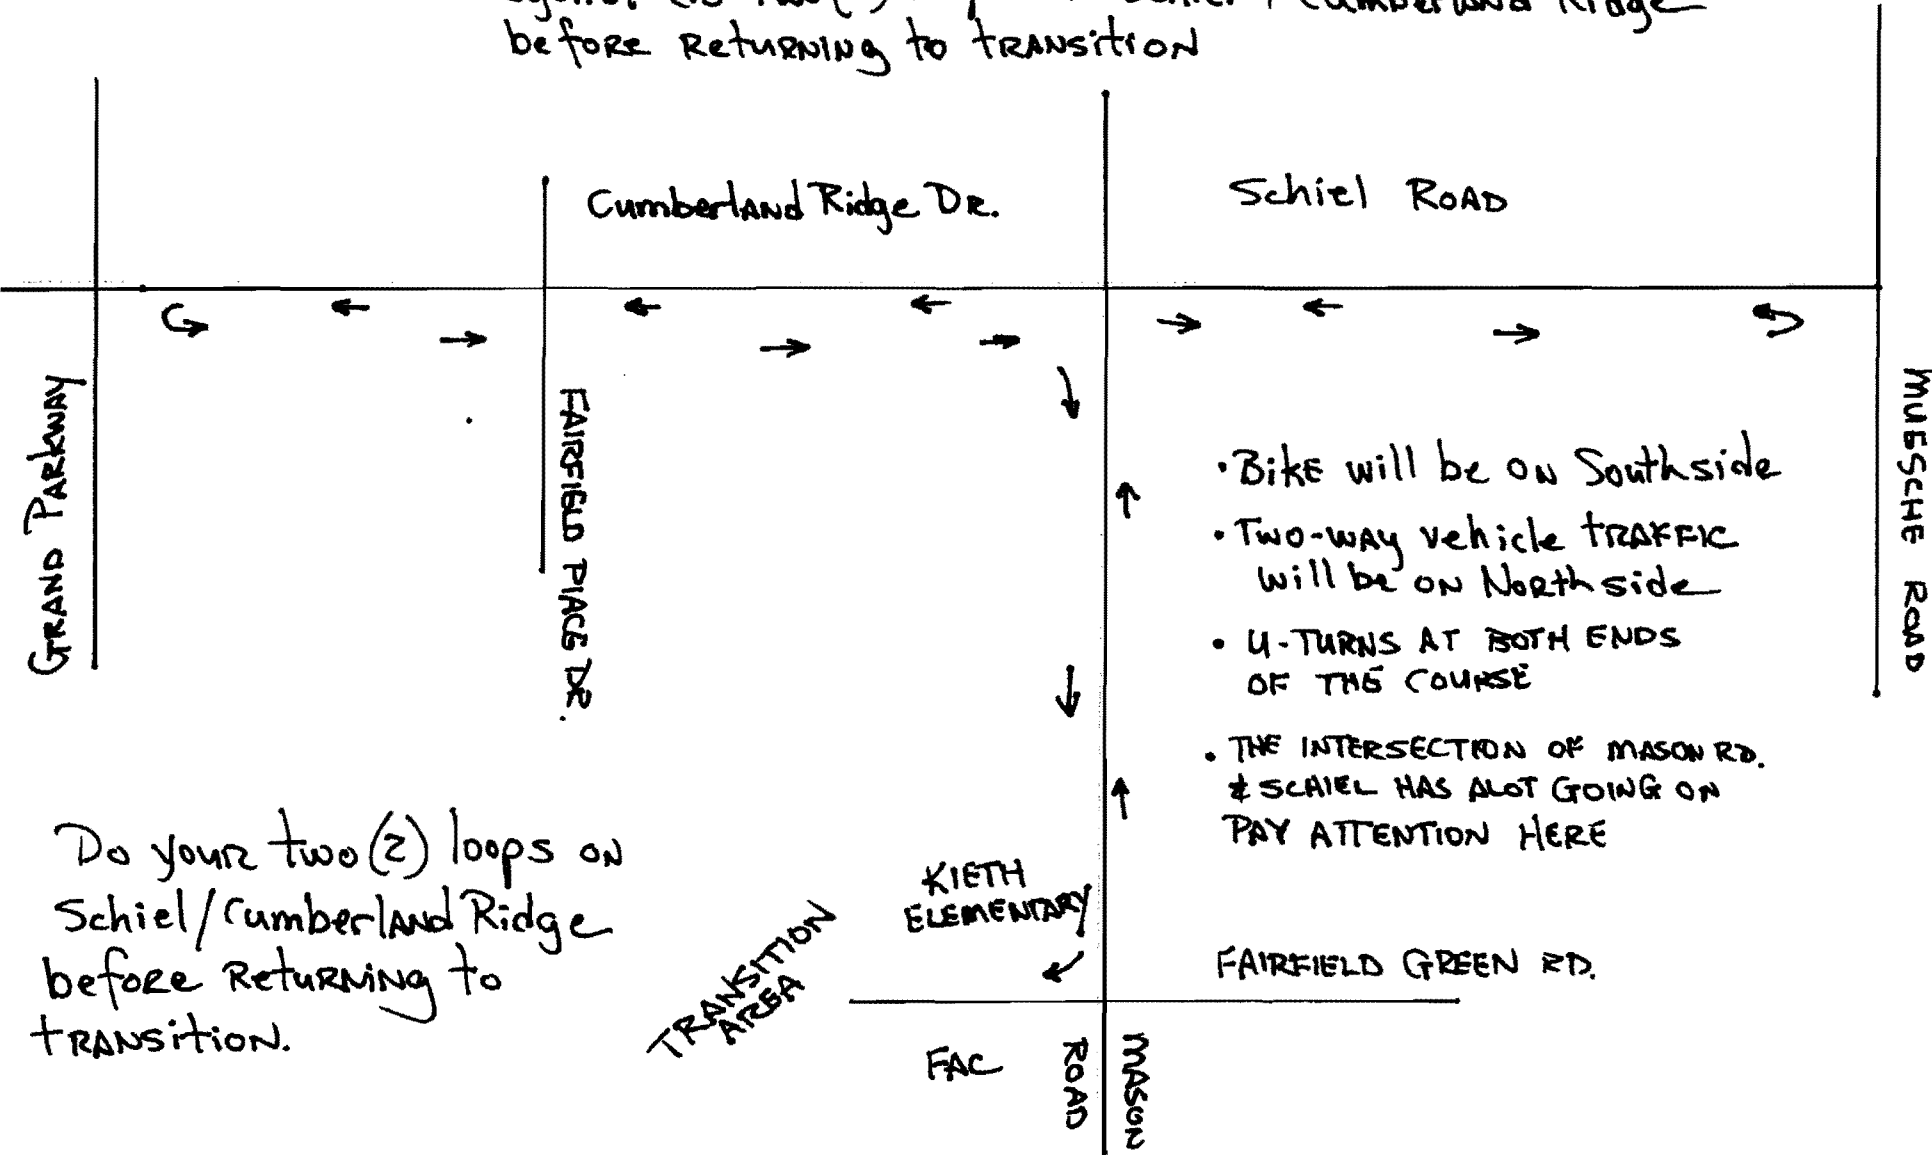 before Returning to transition
Cumberland Ridge Dr.
Schiel Road
Grand Parkway
Fairfield Place Dr.
Muesche Road
• Bike will be on Southside
• Two-way vehicle traffic
will be on North side
• U-TURNS AT BOTH ENDS
OF THE COURSE
• THE INTERSECTION OF MASON RD.
& SCHIEL HAS ALOT GOING ON
PAY ATTENTION HERE
Do your two (2) loops on
Schiel/Cumberland Ridge
before Returning to
transition.
KIETH
ELEMENTARY
TRANSITION
AREA
FAIRFIELD GREEN RD.
FAC
MASON
ROAD